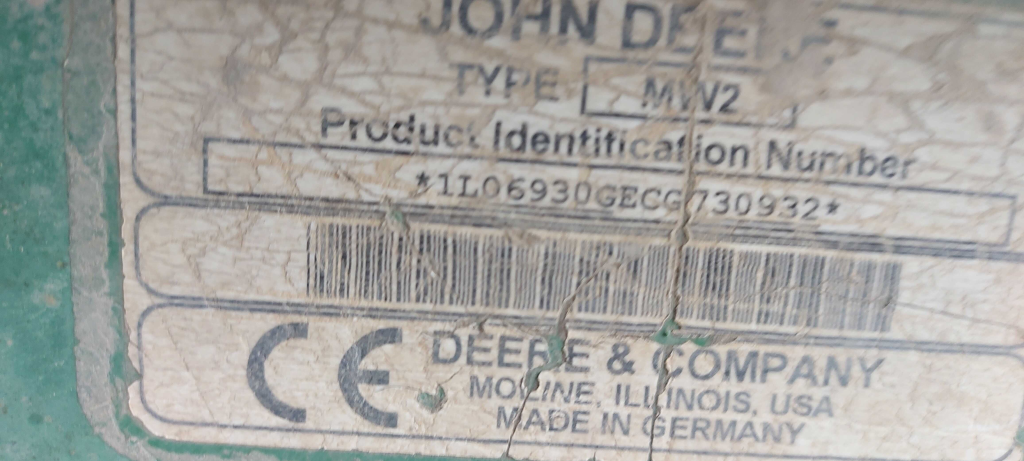 JOHN DEERE
TYPE MW2
Product Identification Number
*1L06930GECG730932*
CE DEERE & COMPANY
MOLINE, ILLINOIS, USA
MADE IN GERMANY